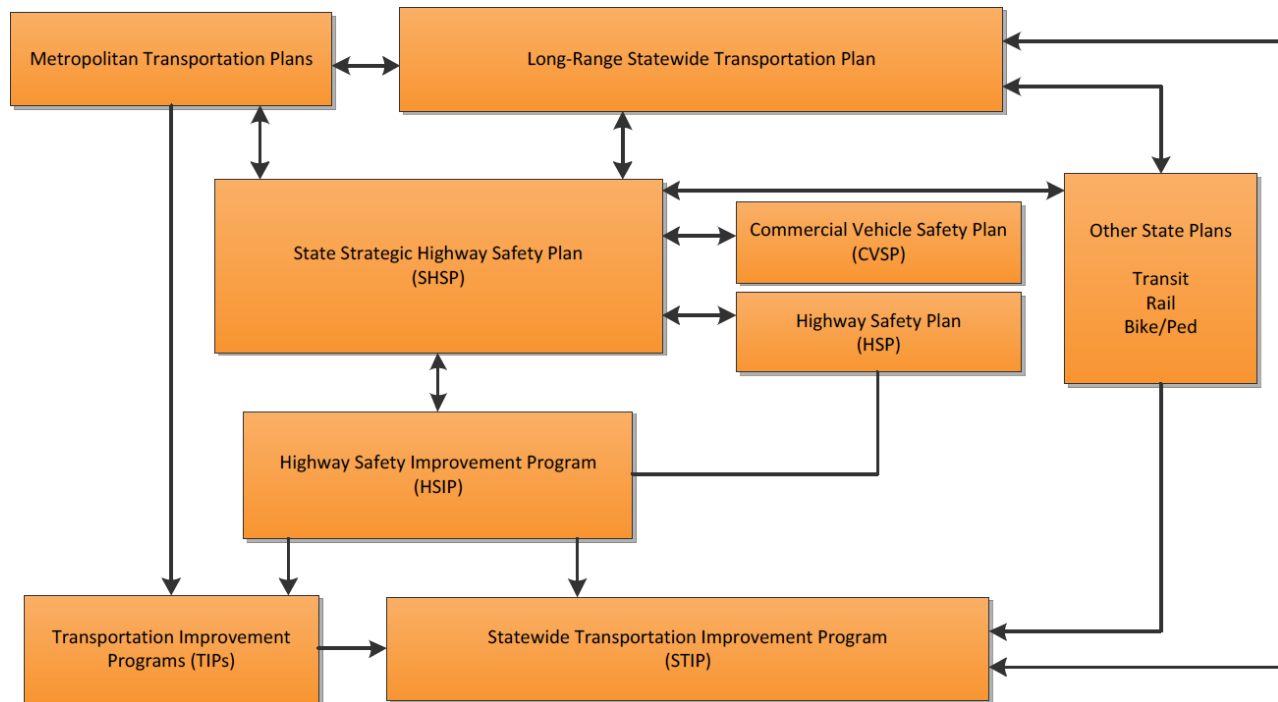 Metropolitan Transportation Plans
Long-Range Statewide Transportation Plan
State Strategic Highway Safety Plan
(SHSP)
Commercial Vehicle Safety Plan
(CVSP)
Highway Safety Plan
(HSP)
Other State Plans
Transit
Rail
Bike/Ped
Highway Safety Improvement Program
(HSIP)
Transportation Improvement
Programs (TIPs)
Statewide Transportation Improvement Program
(STIP)